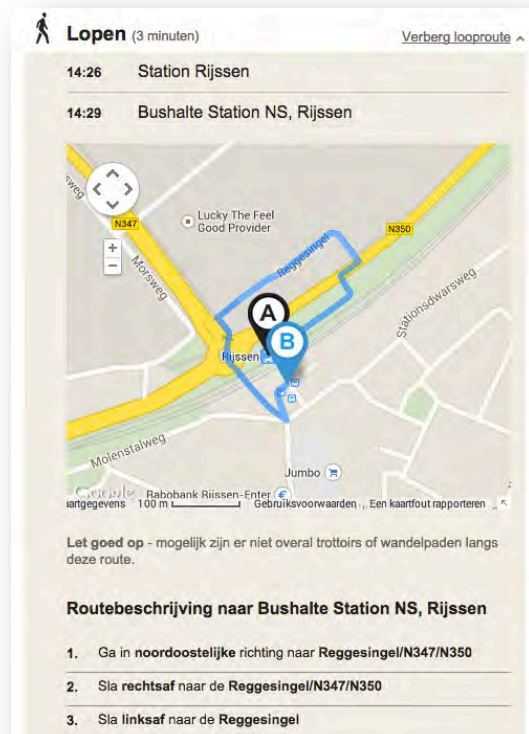 Lopen (3 minuten) Verberg looproute
14:26 Station Rijssen
14:29 Bushalte Station NS, Rijssen
N347
Morsweg
Lucky The Feel
Good Provider
Reggesingel
N350
Stationsdwarsweg
A
B
Rijssen
Molenstalweg
Jumbo
Google
Rabobank Rijssen-Enter
aartgegevens 100 m Gebruiksvoorwaarden Een kaartfout rapporteren
Let goed op - mogelijk zijn er niet overal trottoirs of wandelpaden langs
deze route.
Routebeschrijving naar Bushalte Station NS, Rijssen
1. Ga in noordoostelijke richting naar Reggesingel/N347/N350
2. Sla rechtsaf naar de Reggesingel/N347/N350
3. Sla linksaf naar de Reggesingel